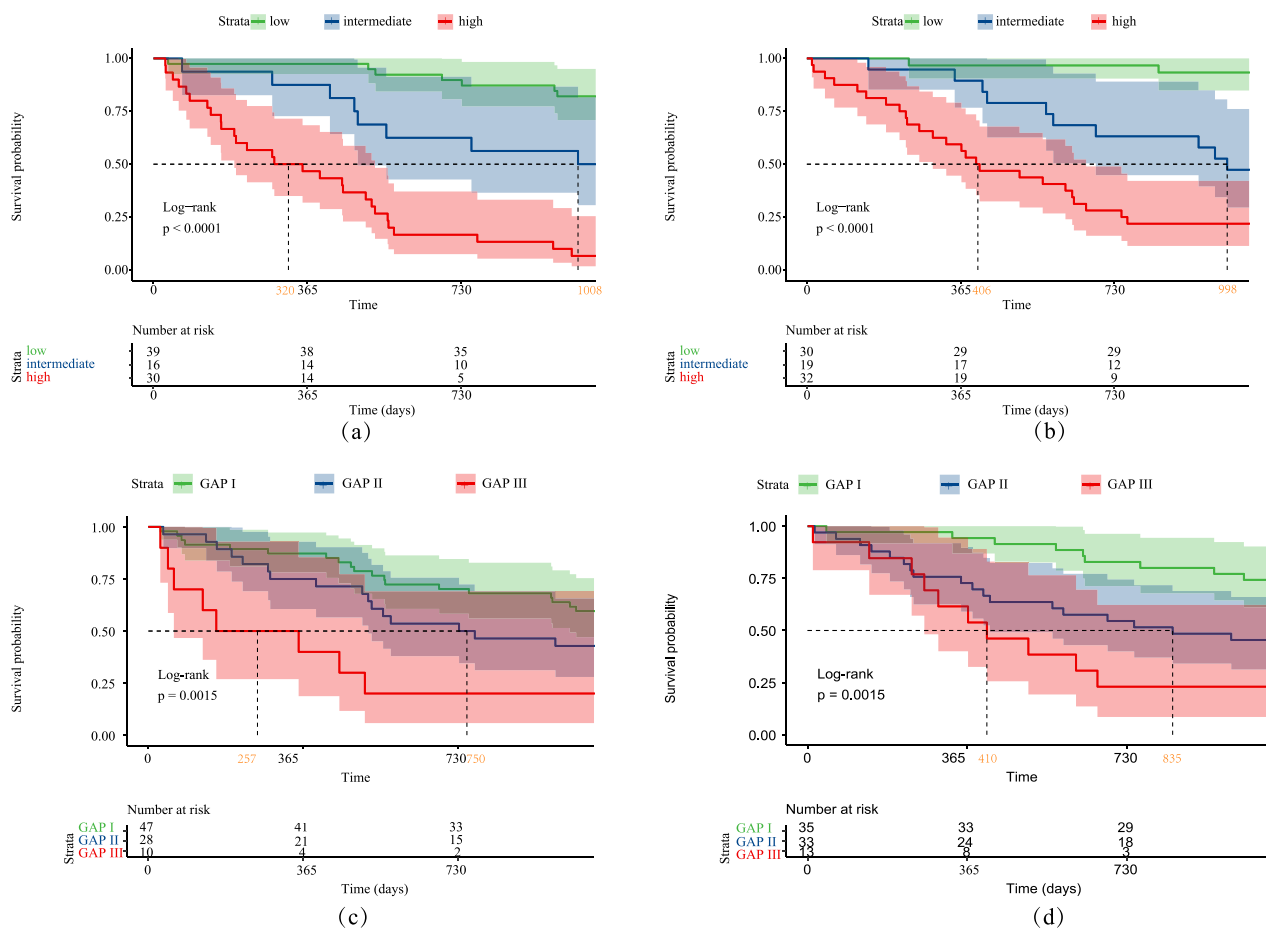 Strata low intermediate high
1.00
0.75
0.50
0.25
0.00
Survival probability
Log-rank
p < 0.0001
0 320 365 730 1008
Time
Number at risk
Strata
low 39 38 35
intermediate 16 14 10
high 30 14 5
0 365 730
Time (days)
(a)
Strata low intermediate high
1.00
0.75
0.50
0.25
0.00
Survival probability
Log-rank
p < 0.0001
0 365 406 730 998
Time
Number at risk
Strata
low 30 29 29
intermediate 19 17 12
high 32 19 9
0 365 730
Time (days)
(b)
Strata GAP I GAP II GAP III
1.00
0.75
0.50
0.25
0.00
Survival probability
Log-rank
p = 0.0015
0 257 365 730 750
Time
Number at risk
Strata
GAP I 47 41 33
GAP II 28 21 15
GAP III 10 4 2
0 365 730
Time (days)
(c)
Strata GAP I GAP II GAP III
1.00
0.75
0.50
0.25
0.00
Survival probability
Log-rank
p = 0.0015
0 365 410 730 835
Time
Number at risk
Strata
GAP I 35 33 29
GAP II 33 24 18
GAP III 13 8 3
0 365 730
Time (days)
(d)